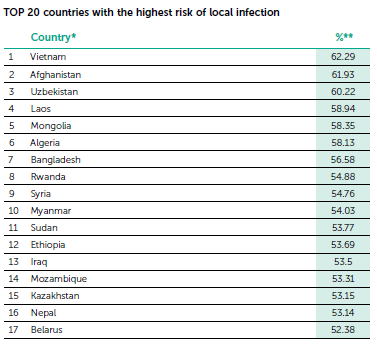 TOP 20 countries with the highest risk of local infection
Country* %**
1 Vietnam 62.29
2 Afghanistan 61.93
3 Uzbekistan 60.22
4 Laos 58.94
5 Mongolia 58.35
6 Algeria 58.13
7 Bangladesh 56.58
8 Rwanda 54.88
9 Syria 54.76
10 Myanmar 54.03
11 Sudan 53.77
12 Ethiopia 53.69
13 Iraq 53.5
14 Mozambique 53.31
15 Kazakhstan 53.15
16 Nepal 53.14
17 Belarus 52.38